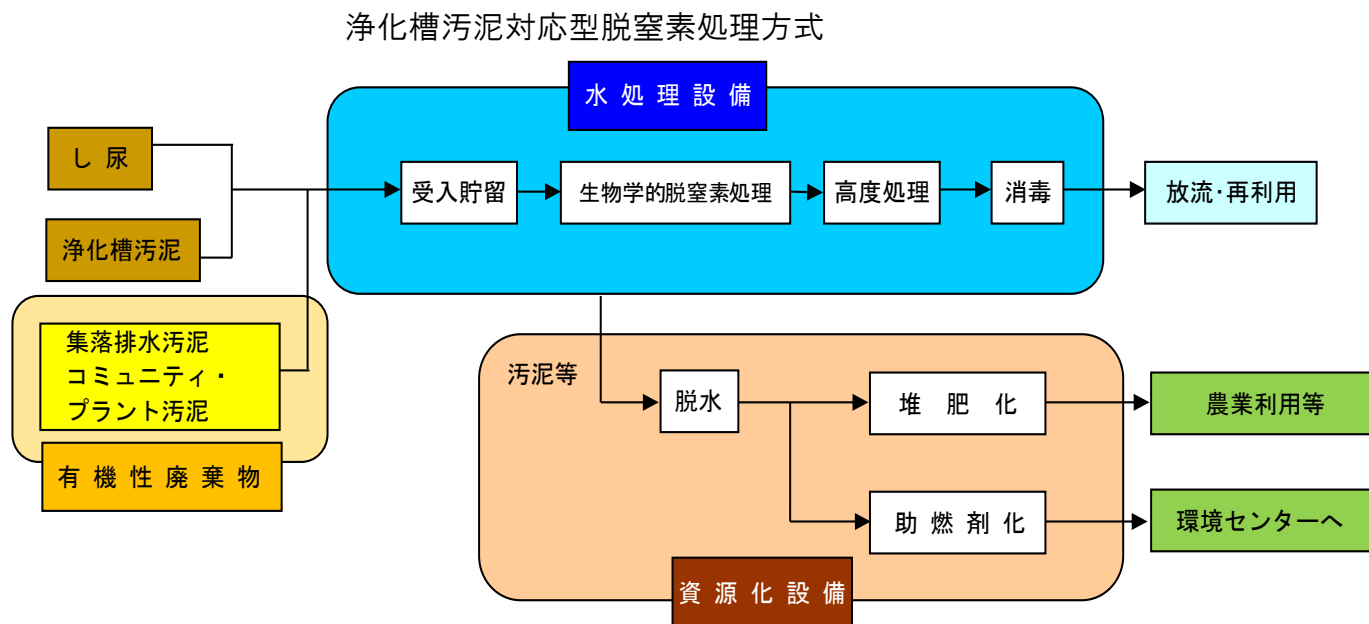 浄化槽汚泥対応型脱窒素処理方式
水処理設備
し尿
浄化槽汚泥
受入貯留
生物学的脱窒素処理
高度処理
消毒
放流・再利用
集落排水汚泥
コミュニティ・
プラント汚泥
有機性廃棄物
汚泥等
脱水
堆肥化
農業利用等
助燃剤化
環境センターへ
資源化設備